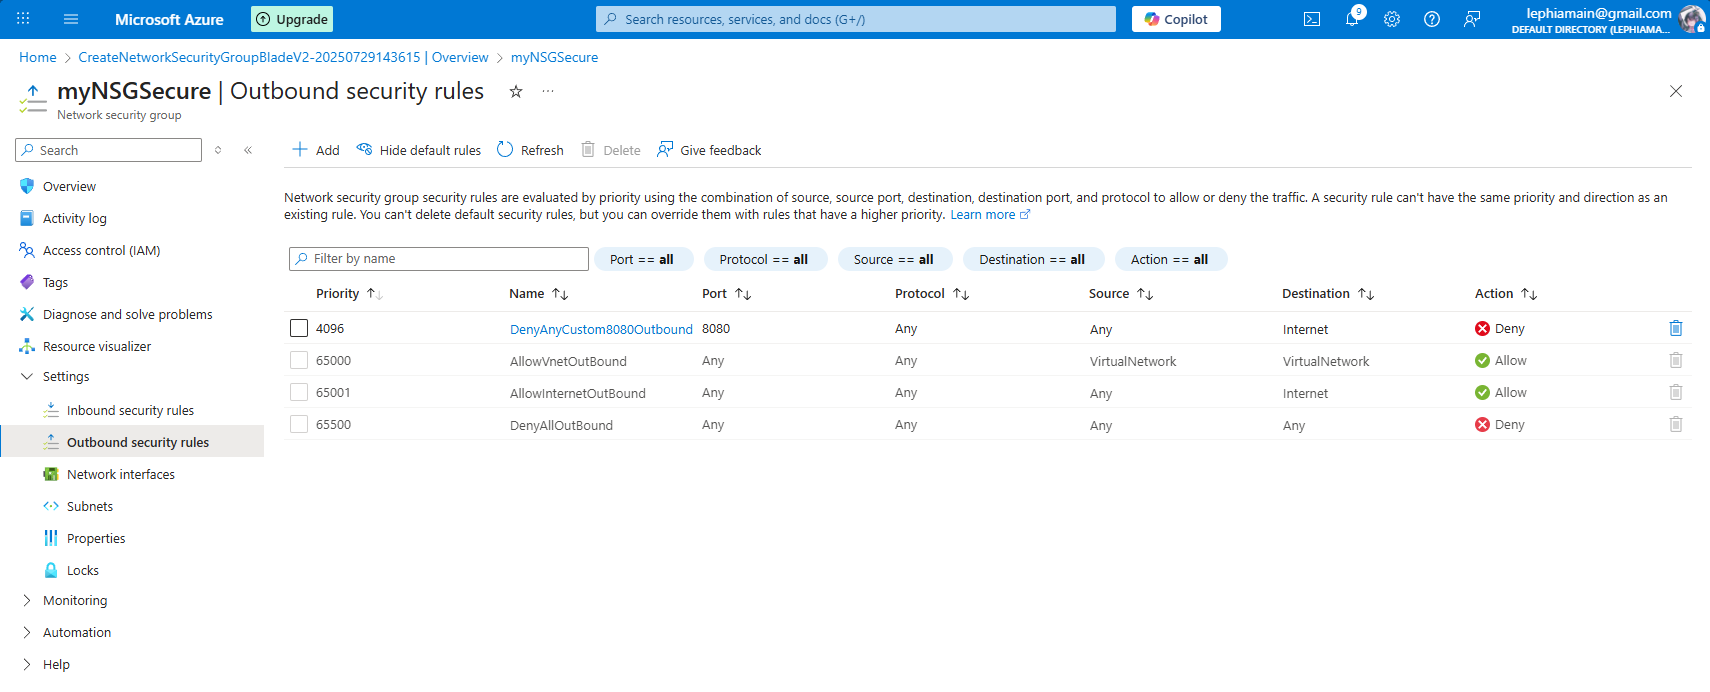 Microsoft Azure
Upgrade
Search resources, services, and docs (G+/)
Copilot
9
lephiamain@gmail.com
DEFAULT DIRECTORY (LEPHIAMA...
Home > CreateNetworkSecurityGroupBladeV2-20250729143615 | Overview > myNSGSecure
myNSGSecure | Outbound security rules
Network security group
Search
Overview
Activity log
Access control (IAM)
Tags
Diagnose and solve problems
Resource visualizer
Settings
Inbound security rules
Outbound security rules
Network interfaces
Subnets
Properties
Locks
Monitoring
Automation
Help
Add Hide default rules Refresh Delete Give feedback
Network security group security rules are evaluated by priority using the combination of source, source port, destination, destination port, and protocol to allow or deny the traffic. A security rule can't have the same priority and direction as an
existing rule. You can't delete default security rules, but you can override them with rules that have a higher priority. Learn more
Filter by name Port == all Protocol == all Source == all Destination == all Action == all
Priority Name Port Protocol Source Destination Action
4096 DenyAnyCustom8080Outbound 8080 Any Any Internet Deny
65000 AllowVnetOutBound Any Any VirtualNetwork VirtualNetwork Allow
65001 AllowInternetOutBound Any Any Any Internet Allow
65500 DenyAllOutBound Any Any Any Any Deny